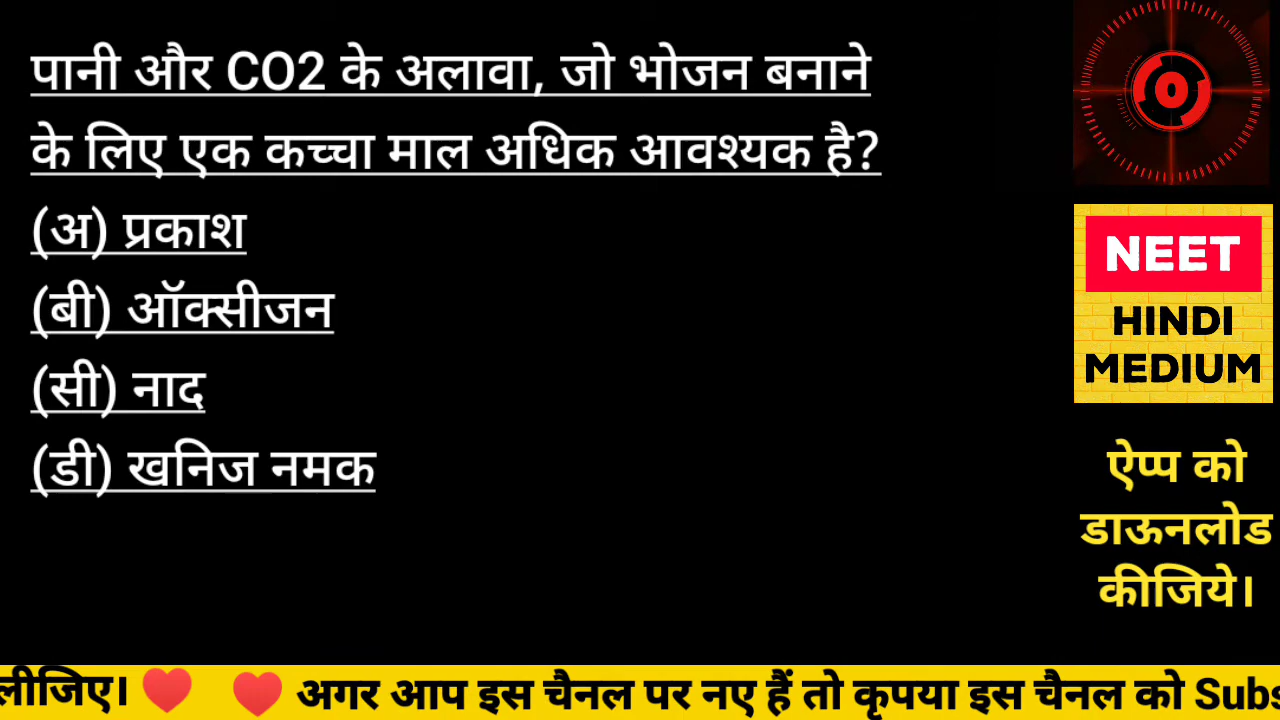 पानी और CO2 के अलावा, जो भोजन बनाने
के लिए एक कच्चा माल अधिक आवश्यक है?
(अ) प्रकाश
(बी) ऑक्सीजन
(सी) नाद
(डी) खनिज नमक
NEET
HINDI
MEDIUM
ऐप्प को
डाऊनलोड
कीजिये।
लीजिए। ♥ ♥ अगर आप इस चैनल पर नए हैं तो कृपया इस चैनल को Subs